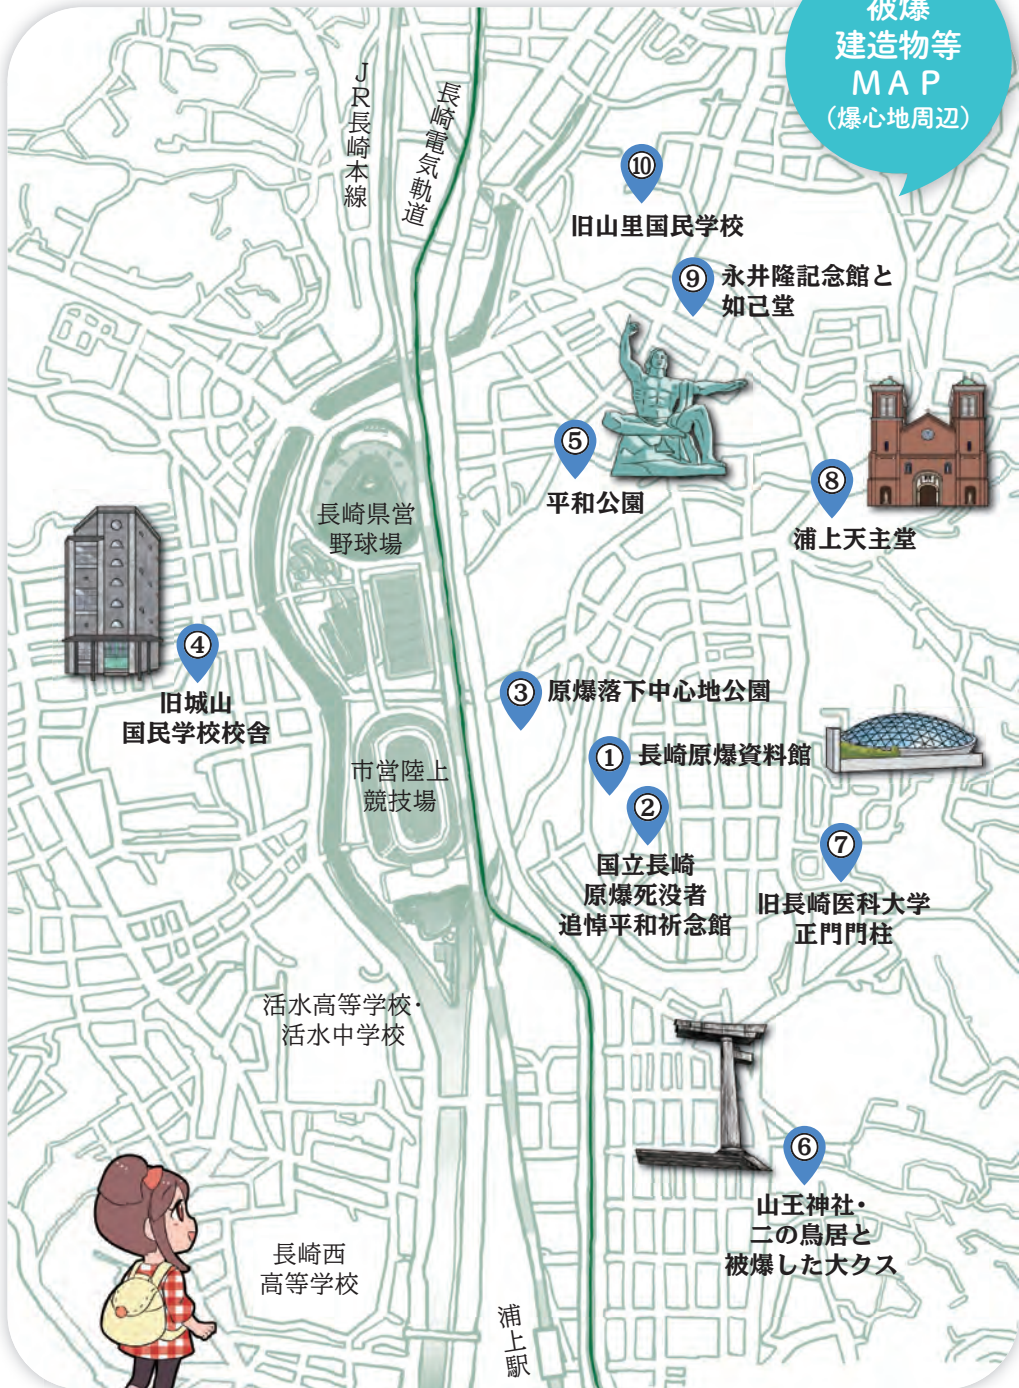 被爆
建造物等
MAP
(爆心地周辺)
JR長崎本線
長崎電気軌道
⑩
旧山里国民学校
⑨
永井隆記念館と
如己堂
⑤
平和公園
⑧
浦上天主堂
長崎県営
野球場
④
旧城山
国民学校校舎
③
原爆落下中心地公園
①
長崎原爆資料館
市営陸上
競技場
②
国立長崎
原爆死没者
追悼平和祈念館
⑦
旧長崎医科大学
正門門柱
活水高等学校・
活水中学校
⑥
山王神社・
二の鳥居と
被爆した大クス
長崎西
高等学校
浦上駅